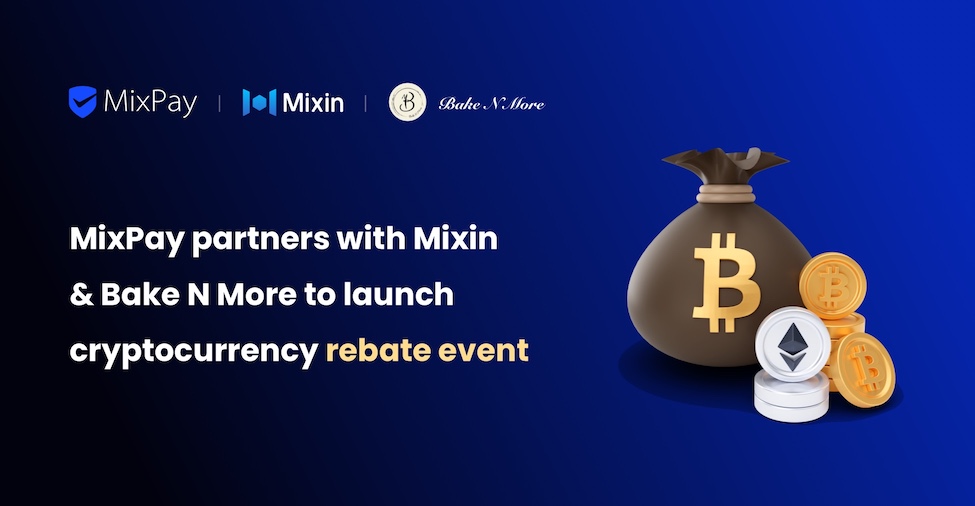 MixPay | Mixin | Bake N More
MixPay partners with Mixin
& Bake N More to launch
cryptocurrency rebate event